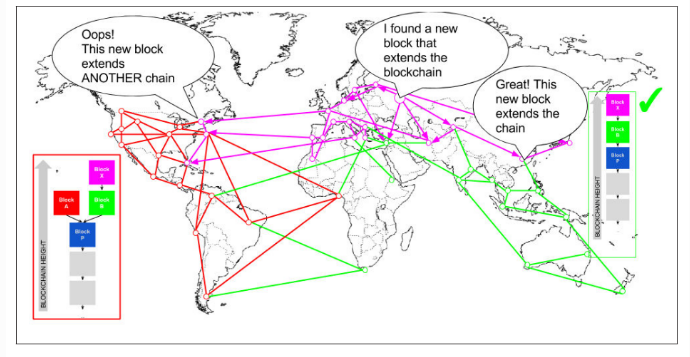 Oops!
This new block
extends
ANOTHER chain
I found a new
block that
extends the
blockchain
Great! This
new block
extends the
chain
BLOCKCHAIN HEIGHT
Block
X
Block
A
Block
B
Block
P
BLOCKCHAIN HEIGHT
Block
X
Block
B
Block
P